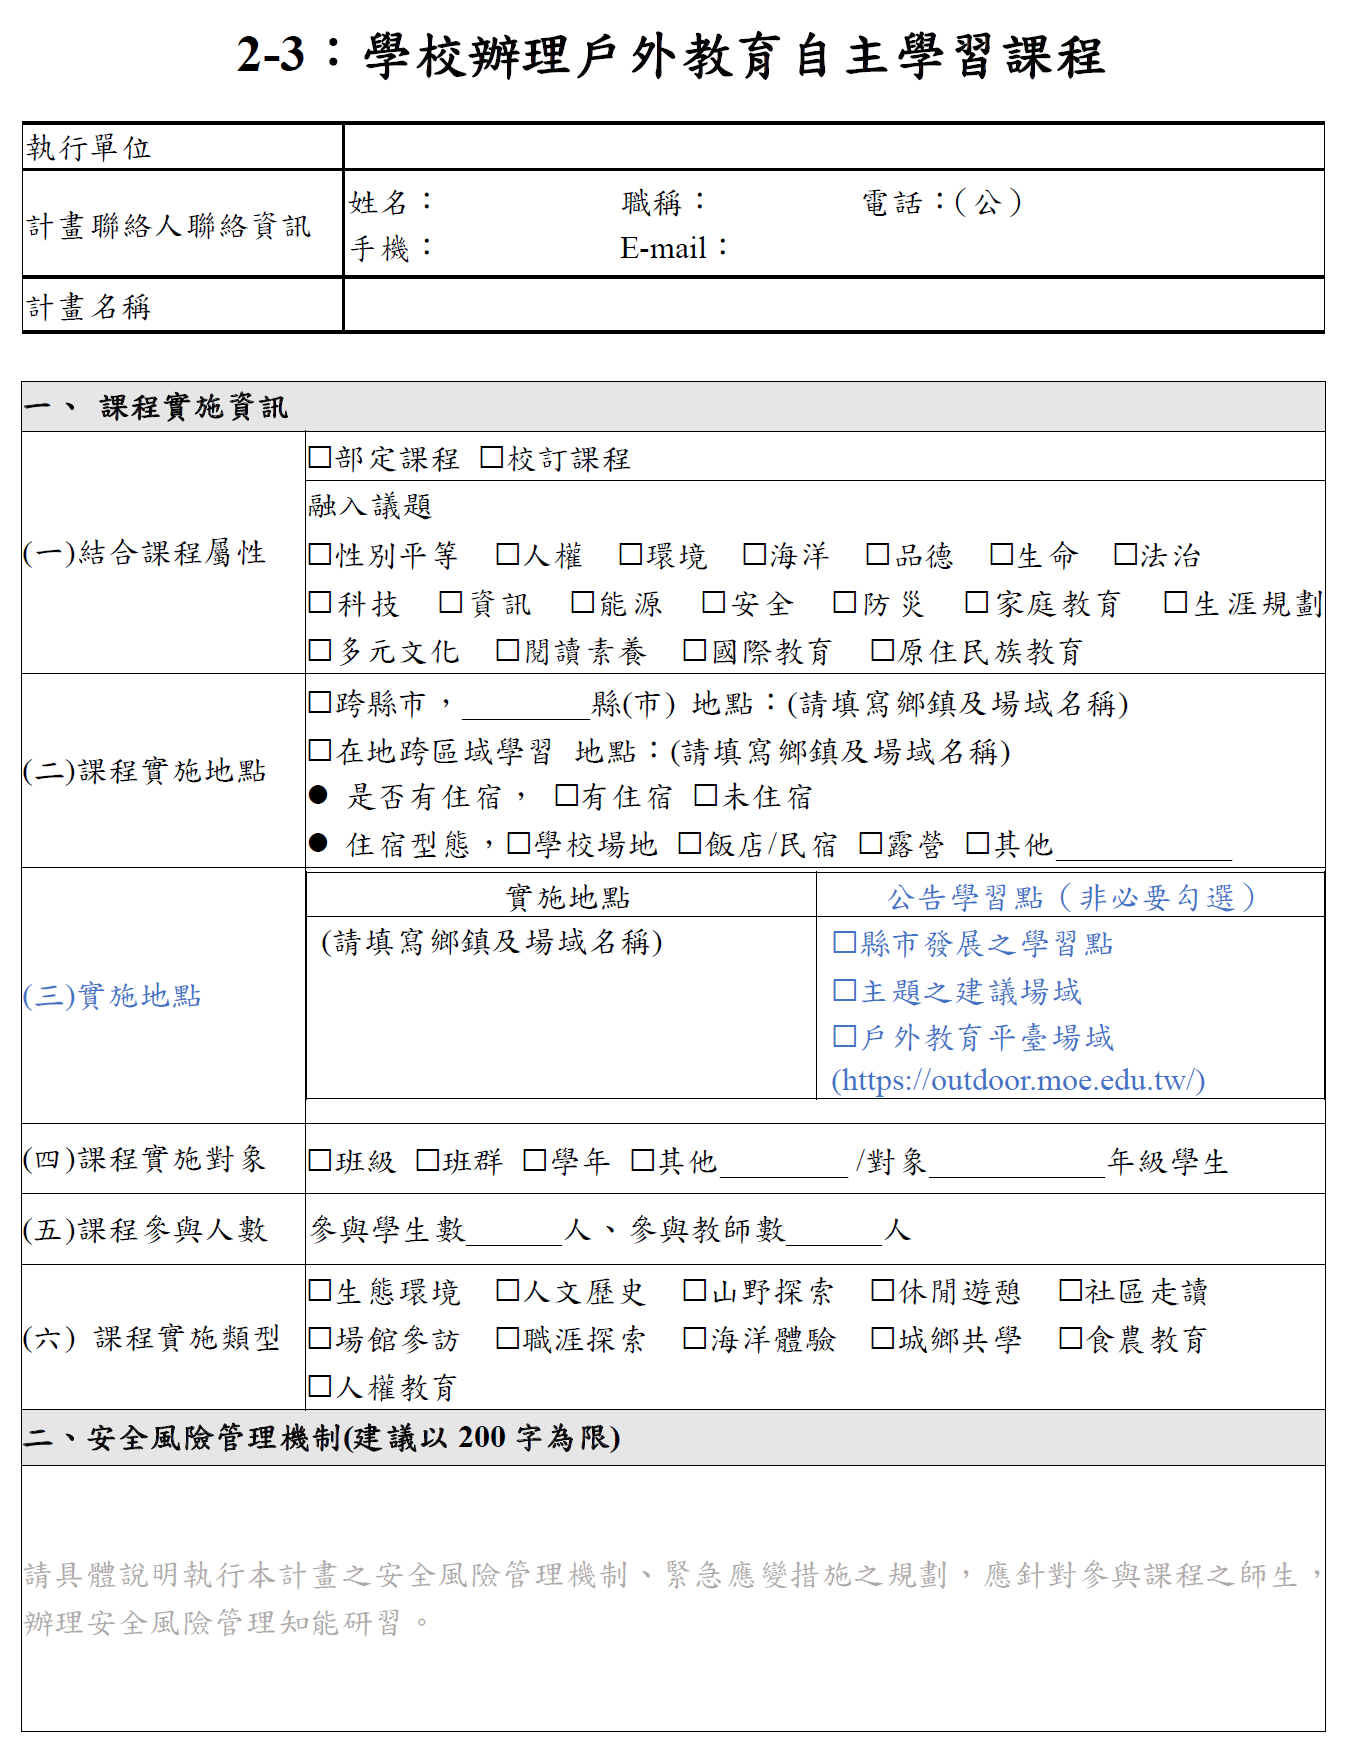 2-3：學校辦理戶外教育自主學習課程
執行單位
計畫聯絡人聯絡資訊
姓名： 職稱： 電話：（公）
手機： E-mail：
計畫名稱
一、 課程實施資訊
(一)結合課程屬性
□部定課程 □校訂課程
融入議題
□性別平等 □人權 □環境 □海洋 □品德 □生命 □法治
□科技 □資訊 □能源 □安全 □防災 □家庭教育 □生涯規劃
□多元文化 □閱讀素養 □國際教育 □原住民族教育
(二)課程實施地點
□跨縣市，________縣(市) 地點：(請填寫鄉鎮及場域名稱)
□在地跨區域學習 地點：(請填寫鄉鎮及場域名稱)
● 是否有住宿， □有住宿 □未住宿
● 住宿型態，□學校場地 □飯店/民宿 □露營 □其他___________
(三)實施地點
實施地點 公告學習點（非必要勾選）
(請填寫鄉鎮及場域名稱)
□縣市發展之學習點
□主題之建議場域
□戶外教育平臺場域
(https://outdoor.moe.edu.tw/)
(四)課程實施對象
□班級 □班群 □學年 □其他________ /對象___________年級學生
(五)課程參與人數
參與學生數______人、參與教師數______人
(六) 課程實施類型
□生態環境 □人文歷史 □山野探索 □休閒遊憩 □社區走讀
□場館參訪 □職涯探索 □海洋體驗 □城鄉共學 □食農教育
□人權教育
二、安全風險管理機制(建議以 200 字為限)
請具體說明執行本計畫之安全風險管理機制、緊急應變措施之規劃，應針對參與課程之師生，
辦理安全風險管理知能研習。